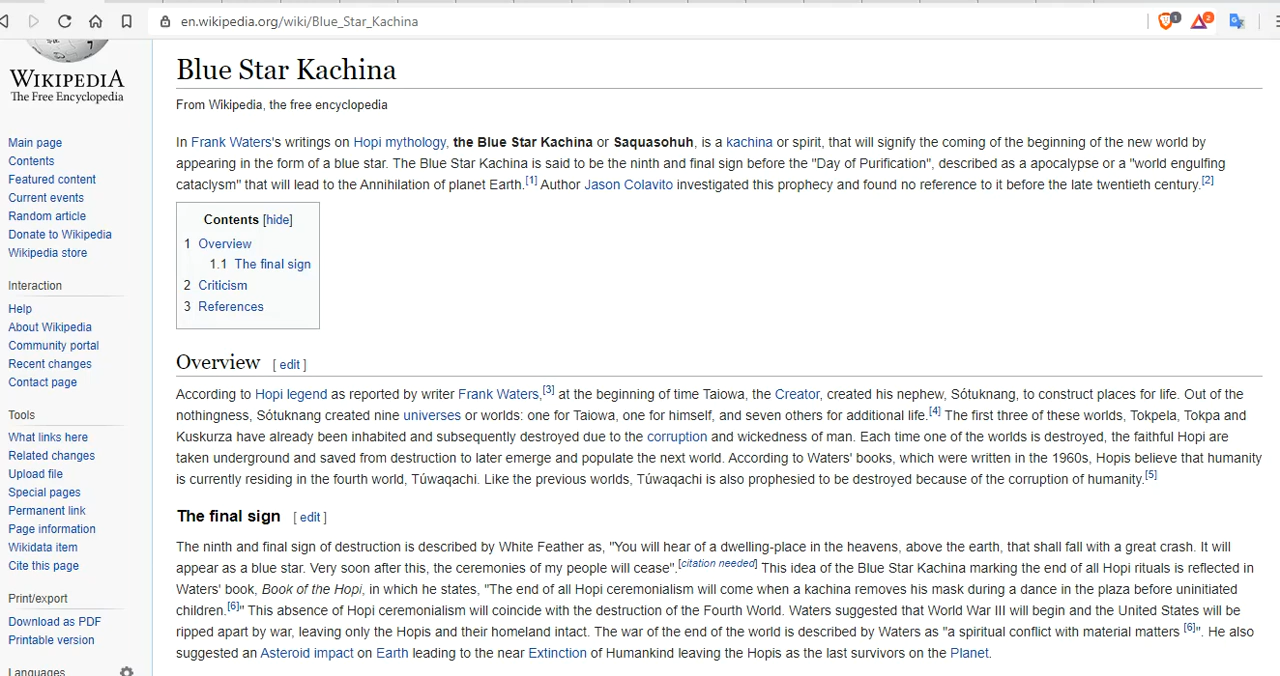 en.wikipedia.org/wiki/Blue_Star_Kachina
1
2
WIKIPEDIA
The Free Encyclopedia
Main page
Contents
Featured content
Current events
Random article
Donate to Wikipedia
Wikipedia store
Interaction
Help
About Wikipedia
Community portal
Recent changes
Contact page
Tools
What links here
Related changes
Upload file
Special pages
Permanent link
Page information
Wikidata item
Cite this page
Print/export
Download as PDF
Printable version
Languages
Blue Star Kachina
From Wikipedia, the free encyclopedia
In Frank Waters's writings on Hopi mythology, the Blue Star Kachina or Saquasohuh, is a kachina or spirit, that will signify the coming of the beginning of the new world by
appearing in the form of a blue star. The Blue Star Kachina is said to be the ninth and final sign before the "Day of Purification", described as a apocalypse or a "world engulfing
cataclysm" that will lead to the Annihilation of planet Earth.[1] Author Jason Colavito investigated this prophecy and found no reference to it before the late twentieth century.[2]
Contents [hide]
1 Overview
1.1 The final sign
2 Criticism
3 References
Overview [ edit ]
According to Hopi legend as reported by writer Frank Waters,[3] at the beginning of time Taiowa, the Creator, created his nephew, Sótuknang, to construct places for life. Out of the
nothingness, Sótuknang created nine universes or worlds: one for Taiowa, one for himself, and seven others for additional life.[4] The first three of these worlds, Tokpela, Tokpa and
Kuskurza have already been inhabited and subsequently destroyed due to the corruption and wickedness of man. Each time one of the worlds is destroyed, the faithful Hopi are
taken underground and saved from destruction to later emerge and populate the next world. According to Waters' books, which were written in the 1960s, Hopis believe that humanity
is currently residing in the fourth world, Túwaqachi. Like the previous worlds, Túwaqachi is also prophesied to be destroyed because of the corruption of humanity.[5]
The final sign [ edit ]
The ninth and final sign of destruction is described by White Feather as, "You will hear of a dwelling-place in the heavens, above the earth, that shall fall with a great crash. It will
appear as a blue star. Very soon after this, the ceremonies of my people will cease".[citation needed] This idea of the Blue Star Kachina marking the end of all Hopi rituals is reflected in
Waters' book, Book of the Hopi, in which he states, "The end of all Hopi ceremonialism will come when a kachina removes his mask during a dance in the plaza before uninitiated
children.[6]" This absence of Hopi ceremonialism will coincide with the destruction of the Fourth World. Waters suggested that World War III will begin and the United States will be
ripped apart by war, leaving only the Hopis and their homeland intact. The war of the end of the world is described by Waters as "a spiritual conflict with material matters [6]". He also
suggested an Asteroid impact on Earth leading to the near Extinction of Humankind leaving the Hopis as the last survivors on the Planet.